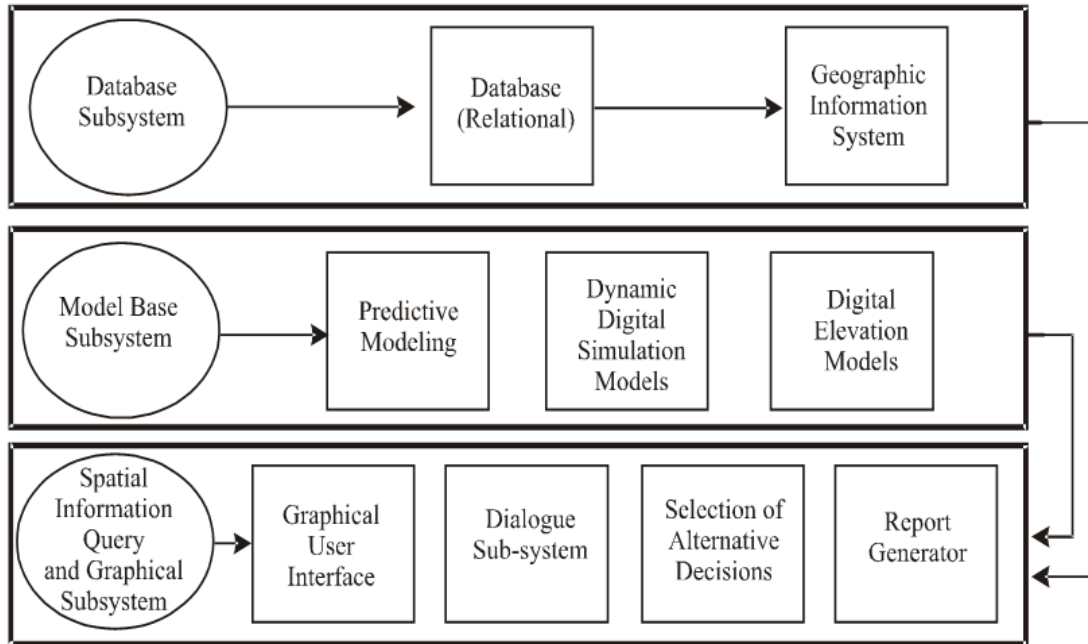 Database
Subsystem
Database
(Relational)
Geographic
Information
System
Model Base
Subsystem
Predictive
Modeling
Dynamic
Digital
Simulation
Models
Digital
Elevation
Models
Spatial
Information
Query
and Graphical
Subsystem
Graphical
User
Interface
Dialogue
Sub-system
Selection of
Alternative
Decisions
Report
Generator